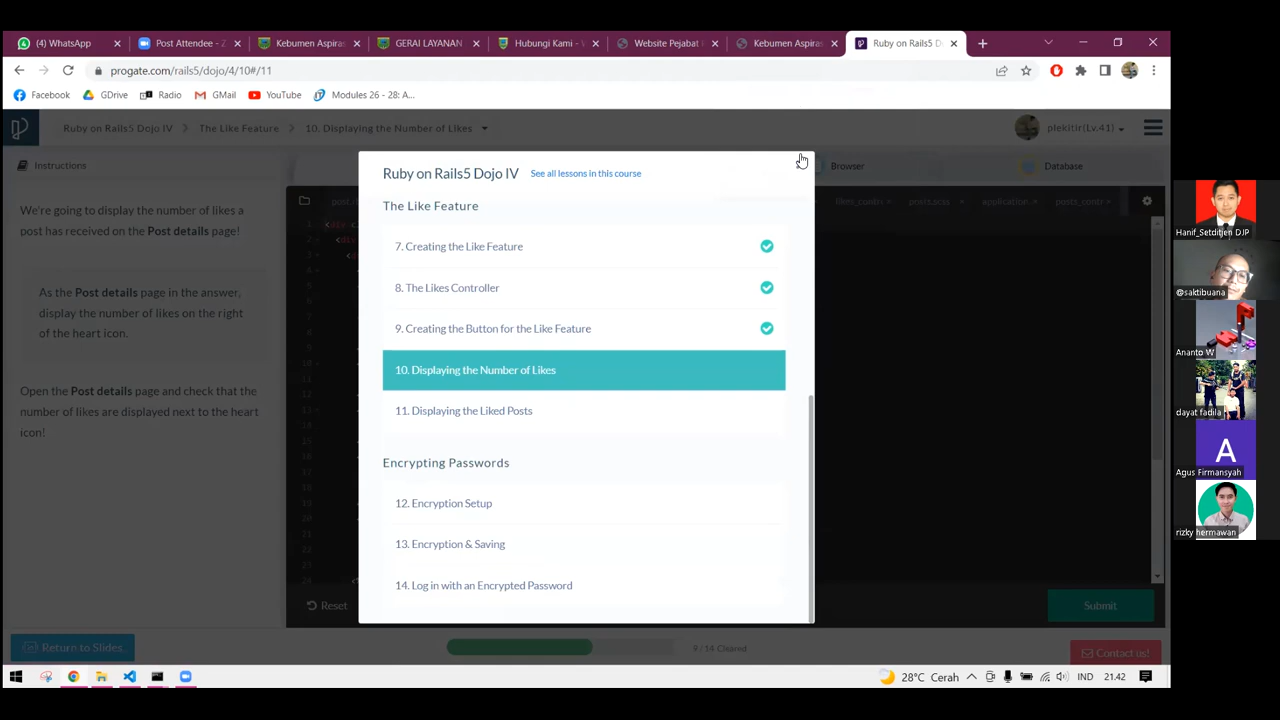 (4) WhatsApp
Post Attendee - Z
Kebumen Aspiras
GERAI LAYANAN
Hubungi Kami - V
Website Pejabat F
Kebumen Aspiras
Ruby on Rails5 Do
progate.com/rails5/dojo/4/10#/11
Facebook
GDrive
Radio
GMail
YouTube
Modules 26 - 28: A...
Ruby on Rails5 Dojo IV
The Like Feature
10. Displaying the Number of Likes
plekitir(Lv.41)
Instructions
Browser
Database
We're going to display the number of likes a
post has received on the Post details page!
As the Post details page in the answer,
display the number of likes on the right
of the heart icon.
Open the Post details page and check that the
number of likes are displayed next to the heart
icon!
Ruby on Rails5 Dojo IV
See all lessons in this course
The Like Feature
7. Creating the Like Feature
8. The Likes Controller
9. Creating the Button for the Like Feature
10. Displaying the Number of Likes
11. Displaying the Liked Posts
Encrypting Passwords
12. Encryption Setup
13. Encryption & Saving
14. Log in with an Encrypted Password
likes_contr
posts.scss
application.
posts_contr
Reset
Submit
Return to Slides
9 / 14 Cleared
Contact us!
28°C Cerah
IND
21.42
Hanif_Setditjen DJP
@saktibuana
Ananto W
dayat fadila
A
Agus Firmansyah
rizky hermawan